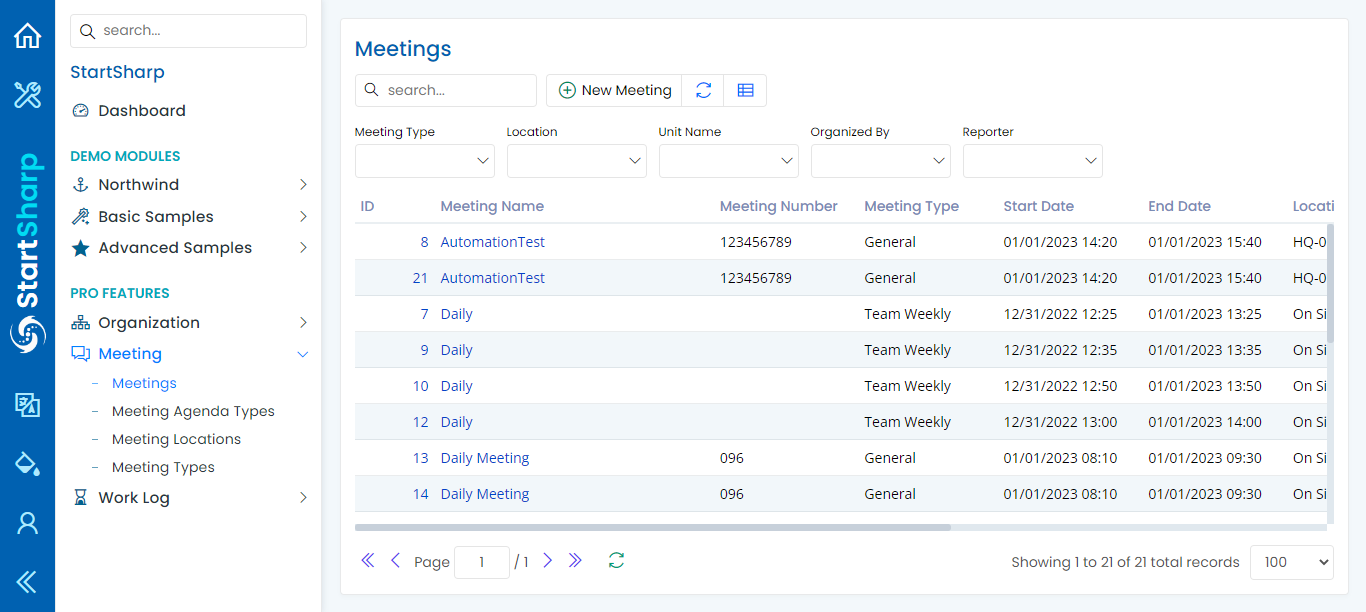 search...
StartSharp
Dashboard
DEMO MODULES
Northwind
Basic Samples
Advanced Samples
PRO FEATURES
Organization
Meeting
– Meetings
– Meeting Agenda Types
– Meeting Locations
– Meeting Types
Work Log
StartSharp
Meetings
search...
New Meeting
Meeting Type Location Unit Name Organized By Reporter
ID Meeting Name Meeting Number Meeting Type Start Date End Date Locati
8 AutomationTest 123456789 General 01/01/2023 14:20 01/01/2023 15:40 HQ-0
21 AutomationTest 123456789 General 01/01/2023 14:20 01/01/2023 15:40 HQ-0
7 Daily Team Weekly 12/31/2022 12:25 01/01/2023 13:25 On Si
9 Daily Team Weekly 12/31/2022 12:35 01/01/2023 13:35 On Si
10 Daily Team Weekly 12/31/2022 12:50 01/01/2023 13:50 On Si
12 Daily Team Weekly 12/31/2022 13:00 01/01/2023 14:00 On Si
13 Daily Meeting 096 General 01/01/2023 08:10 01/01/2023 09:30 On Si
14 Daily Meeting 096 General 01/01/2023 08:10 01/01/2023 09:30 On Si
Page 1 / 1
Showing 1 to 21 of 21 total records 100